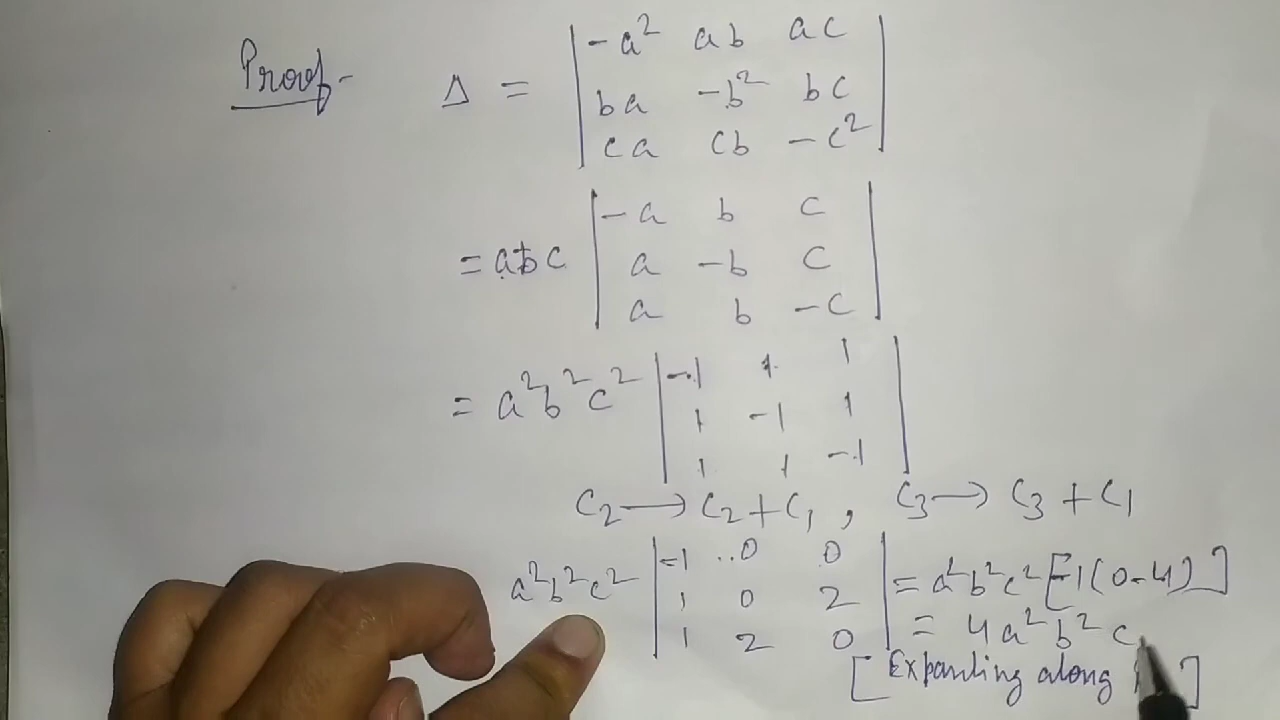 Proof- Δ = | -a² ab ac |
| ba -b² bc |
| ca cb -c² |
= abc | -a b c |
| a -b c |
| a b -c |
= a²b²c² | -1 1 1 |
| 1 -1 1 |
| 1 1 -1 |
C₂ → C₂ + C₁, C₃ → C₃ + C₁
a²b²c² | -1 0 0 |
| 1 0 2 |
| 1 2 0 | = a²b²c² [-1(0-4)]
= 4a²b²c
[Expanding along ]